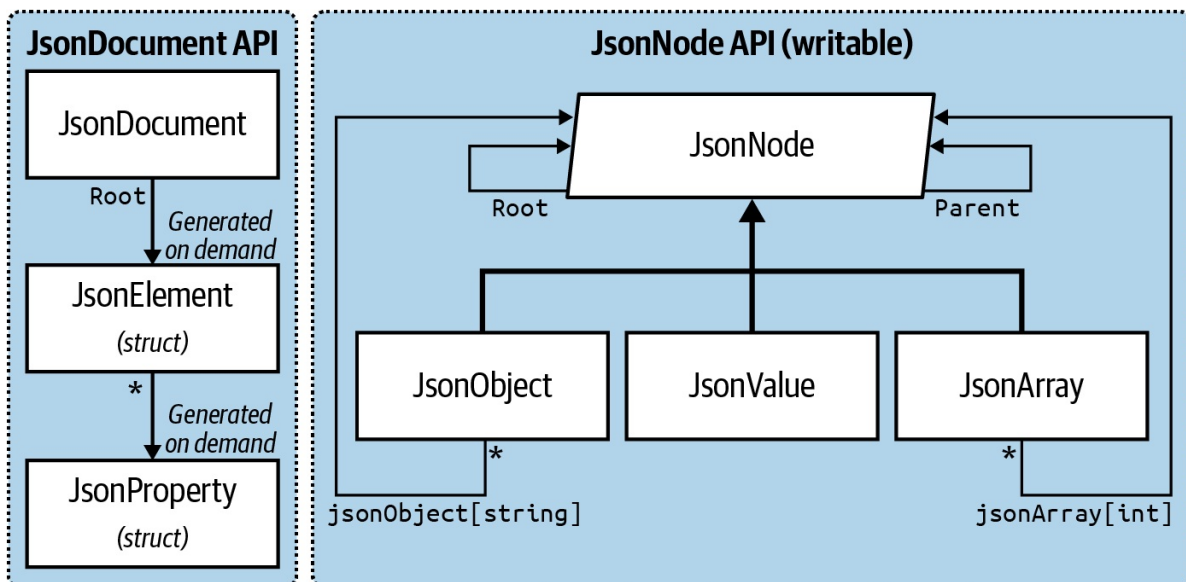 JsonDocument API
JsonDocument
Root
Generated
on demand
JsonElement
(struct)
*
Generated
on demand
JsonProperty
(struct)
JsonNode API (writable)
JsonNode
Root
Parent
JsonObject
JsonValue
JsonArray
*
*
jsonObject[string]
jsonArray[int]